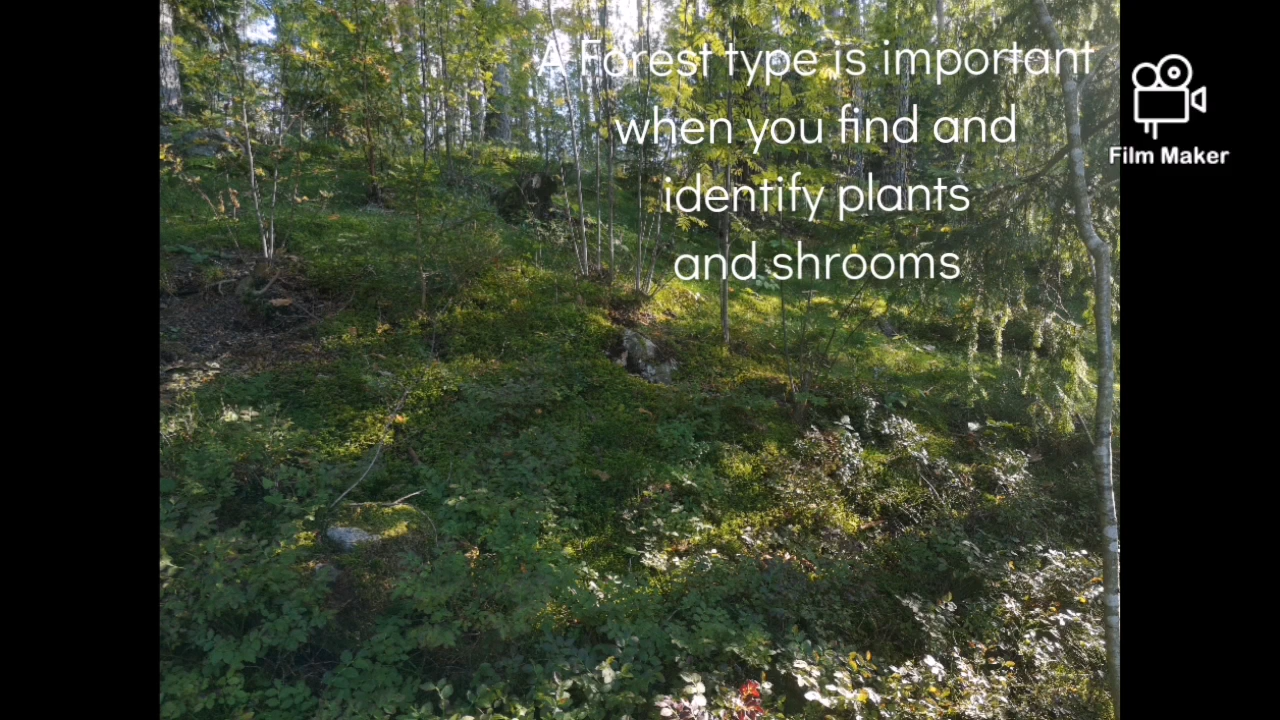 A Forest type is important
when you find and
identify plants
and shrooms
Film Maker